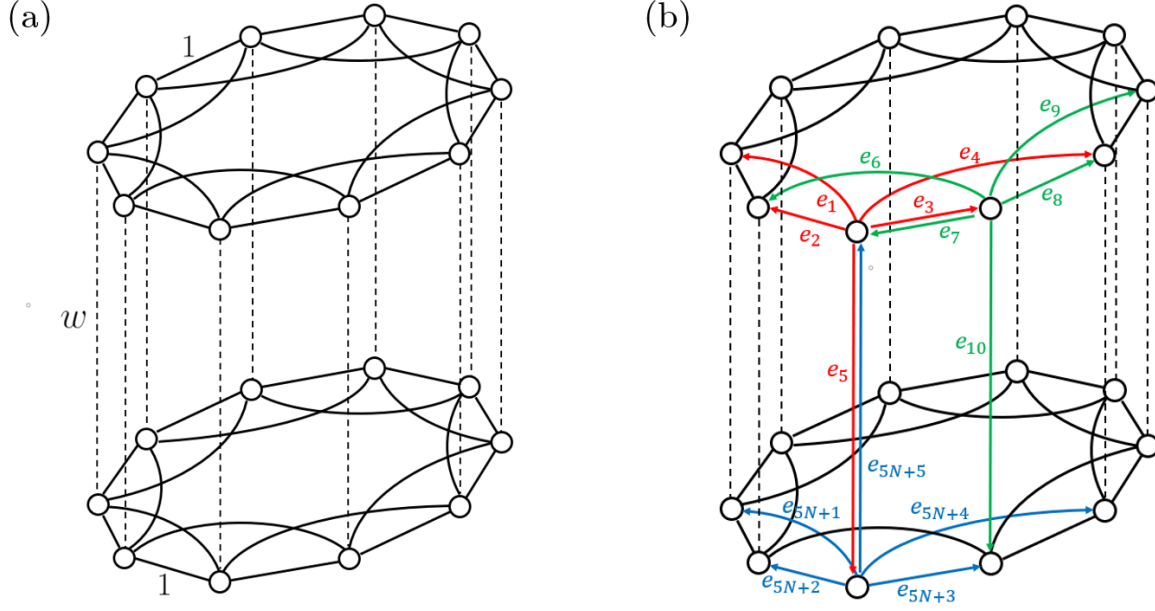 (a)
1
w
1
(b)
e₉
e₄
e₆
e₁
e₃
e₈
e₂
e₇
e₁₀
e₅
e₅N₊₅
e₅N₊₁
e₅N₊₄
e₅N₊₂
e₅N₊₃